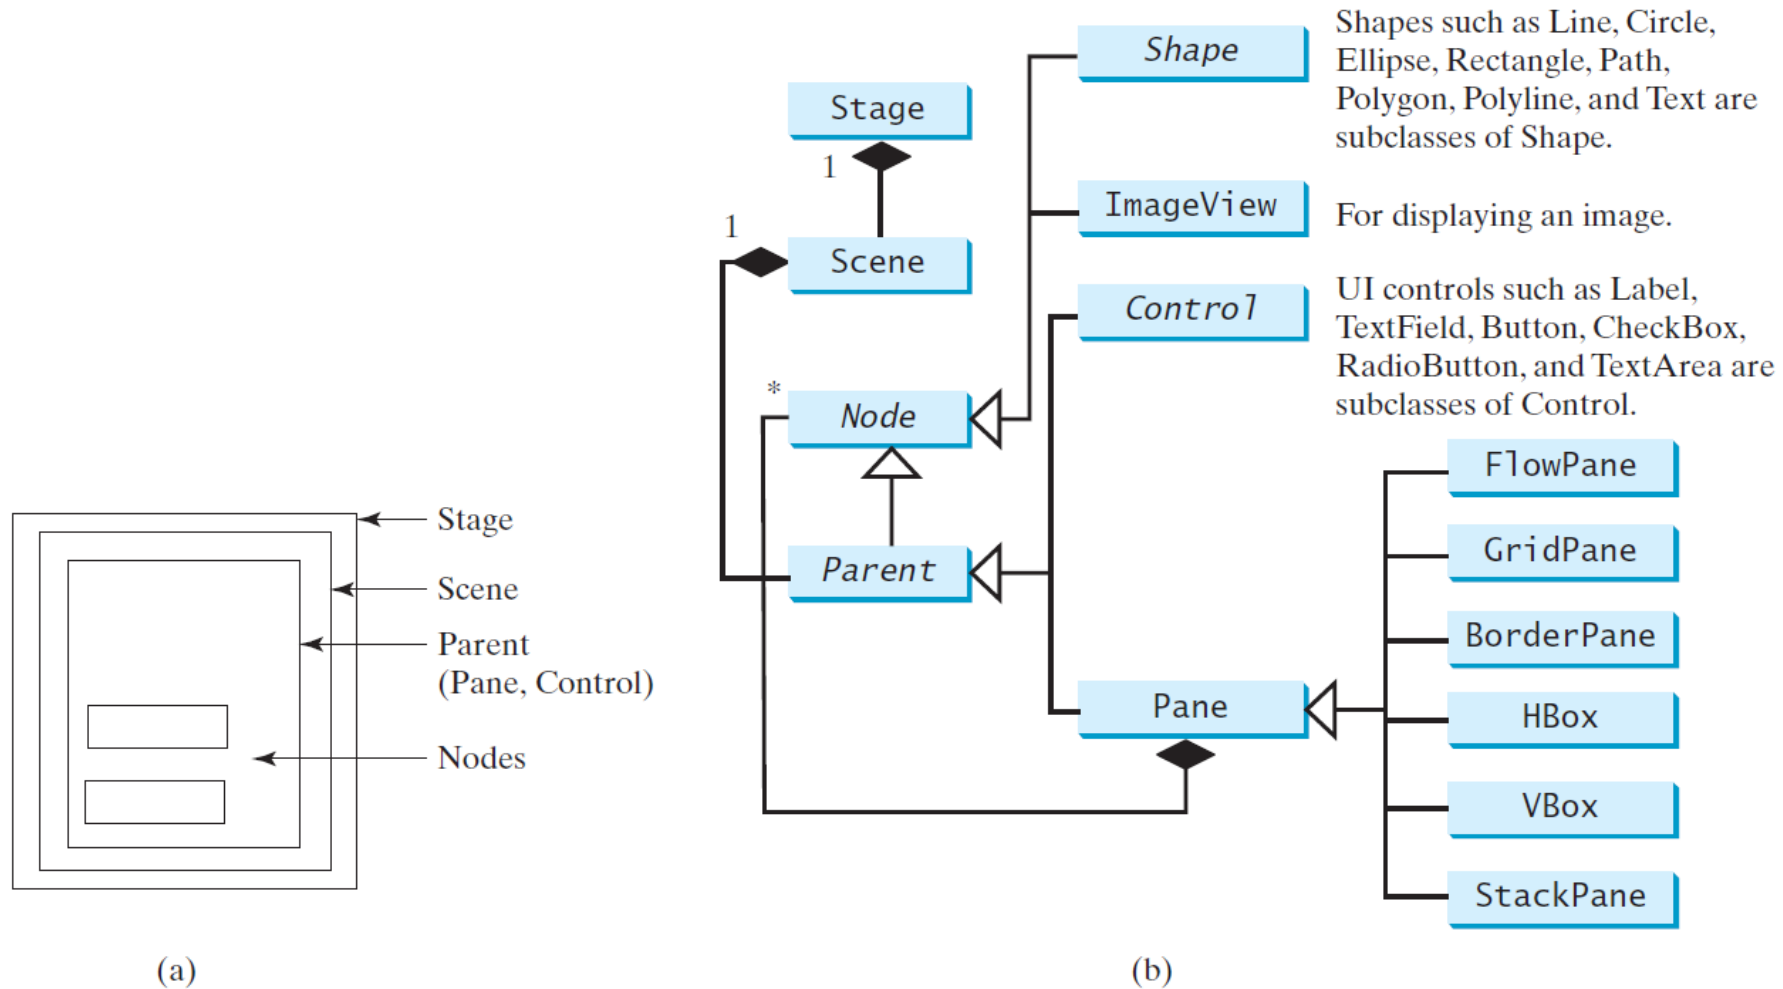 Stage
Scene
Parent
(Pane, Control)
Nodes
(a)
Stage
1
1
Scene
*
Node
Parent
Shape
Shapes such as Line, Circle,
Ellipse, Rectangle, Path,
Polygon, Polyline, and Text are
subclasses of Shape.
ImageView
For displaying an image.
Control
UI controls such as Label,
TextField, Button, CheckBox,
RadioButton, and TextArea are
subclasses of Control.
Pane
FlowPane
GridPane
BorderPane
HBox
VBox
StackPane
(b)